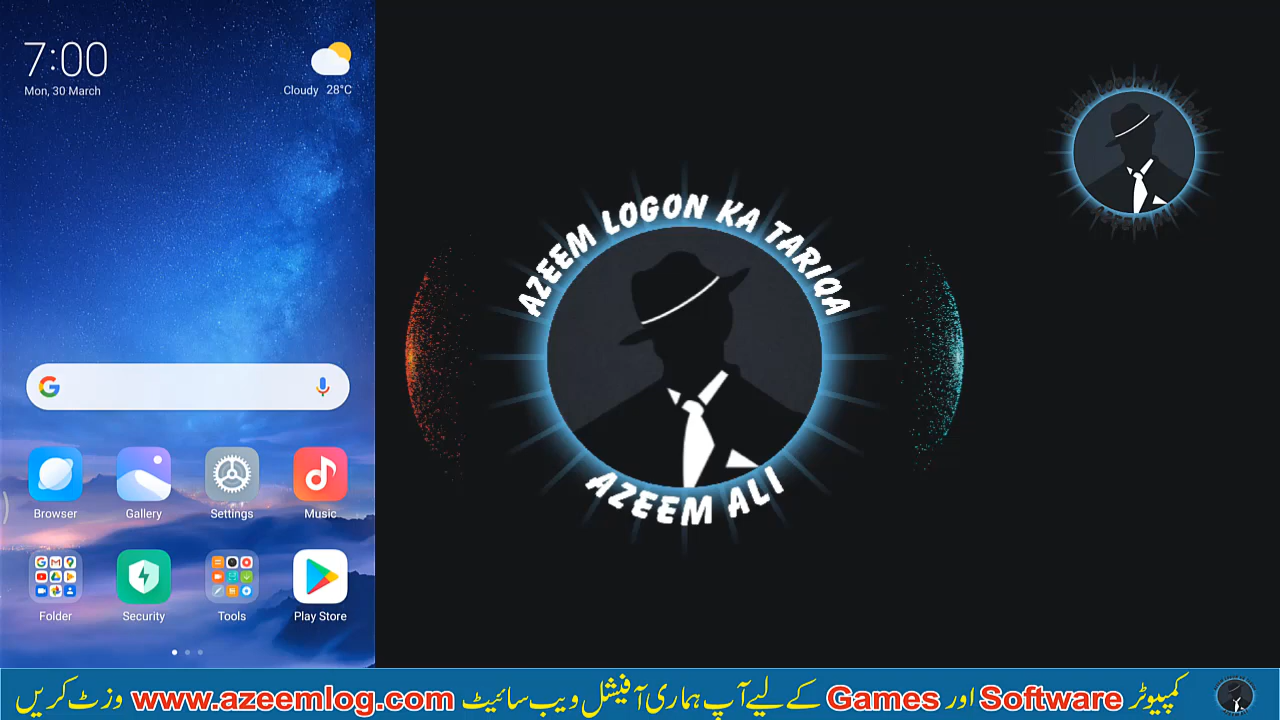 7:00
Mon, 30 March
Cloudy 28°C
Browser
Gallery
Settings
Music
Folder
Security
Tools
Play Store
AZEEM LOGON KA TARIQA
AZEEM ALI
کمپیوٹر Software اور Games کے لیے آپ ہماری آفیشل ویب سائیٹ www.azeemlog.com وزٹ کریں